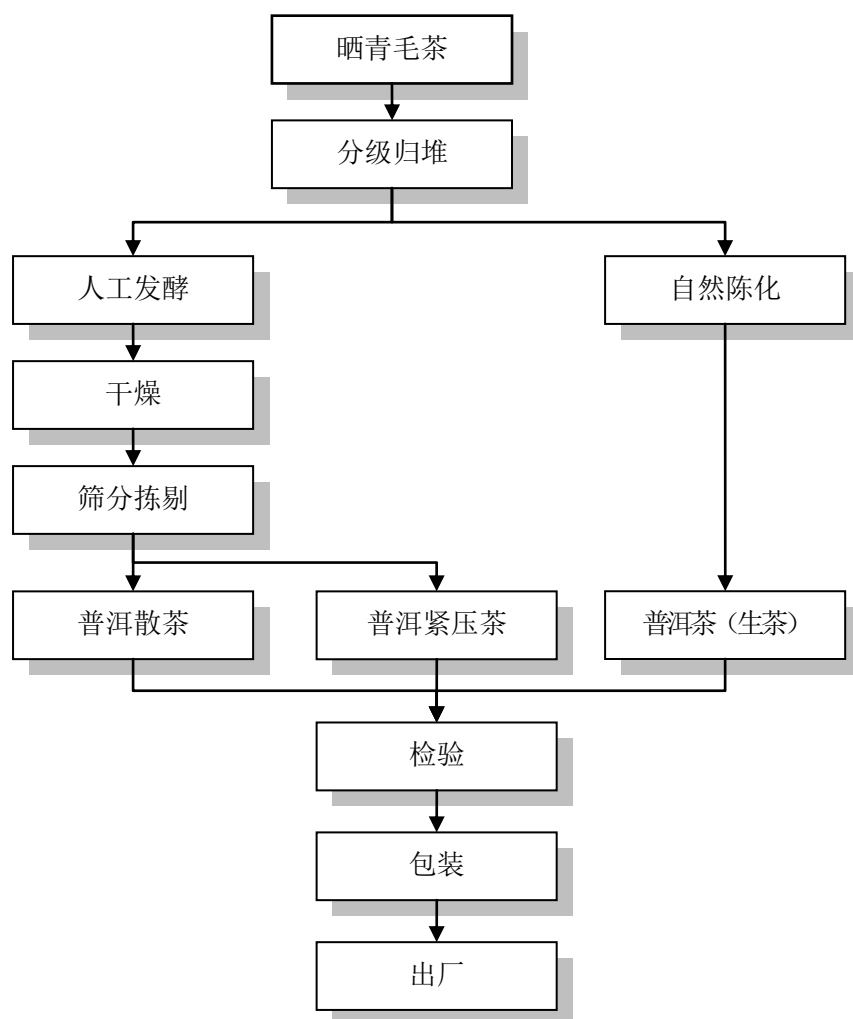 晒青毛茶
分级归堆
人工发酵
自然陈化
干燥
筛分拣剔
普洱散茶
普洱紧压茶
普洱茶（生茶）
检验
包装
出厂